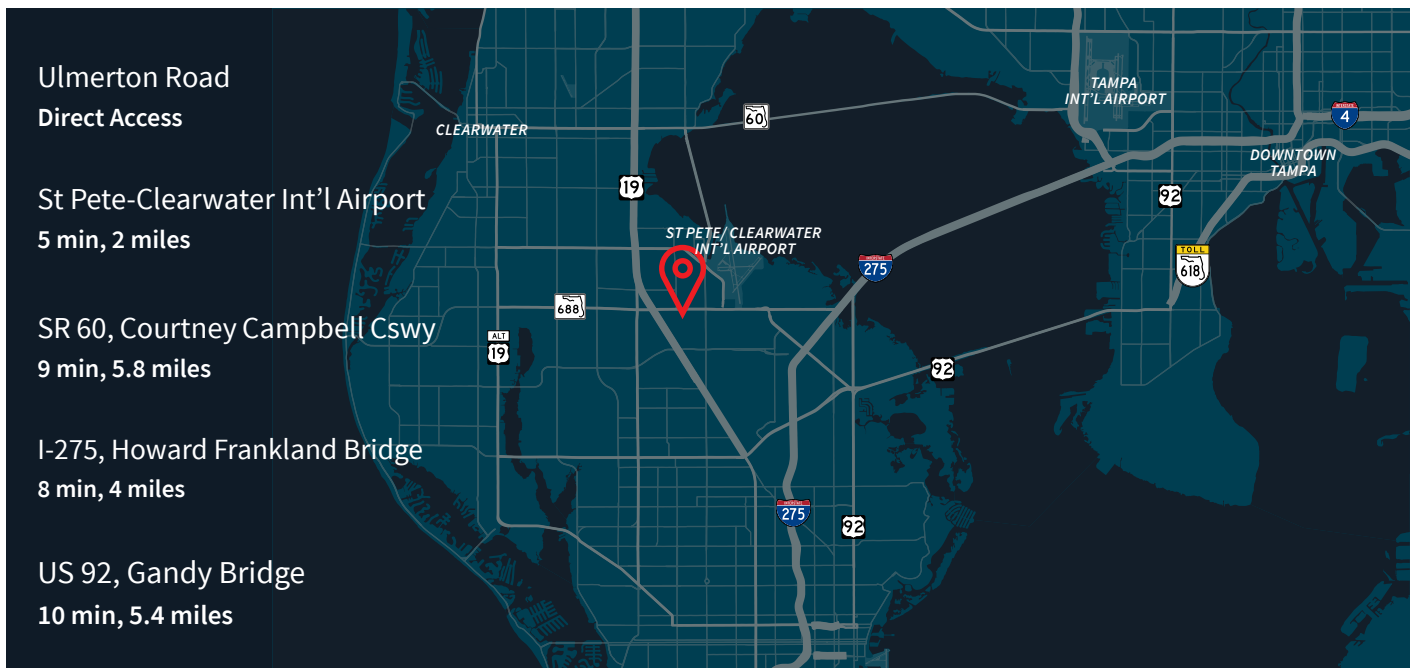 Ulmerton Road
Direct Access
St Pete-Clearwater Int’l Airport
5 min, 2 miles
SR 60, Courtney Campbell Cswy
9 min, 5.8 miles
I-275, Howard Frankland Bridge
8 min, 4 miles
US 92, Gandy Bridge
10 min, 5.4 miles
CLEARWATER
60
TAMPA
INT’L AIRPORT
INTERSTATE
4
DOWNTOWN
TAMPA
19
92
ST PETE/ CLEARWATER
INT’L AIRPORT
INTERSTATE
275
TOLL
618
688
ALT
19
92
INTERSTATE
275
92